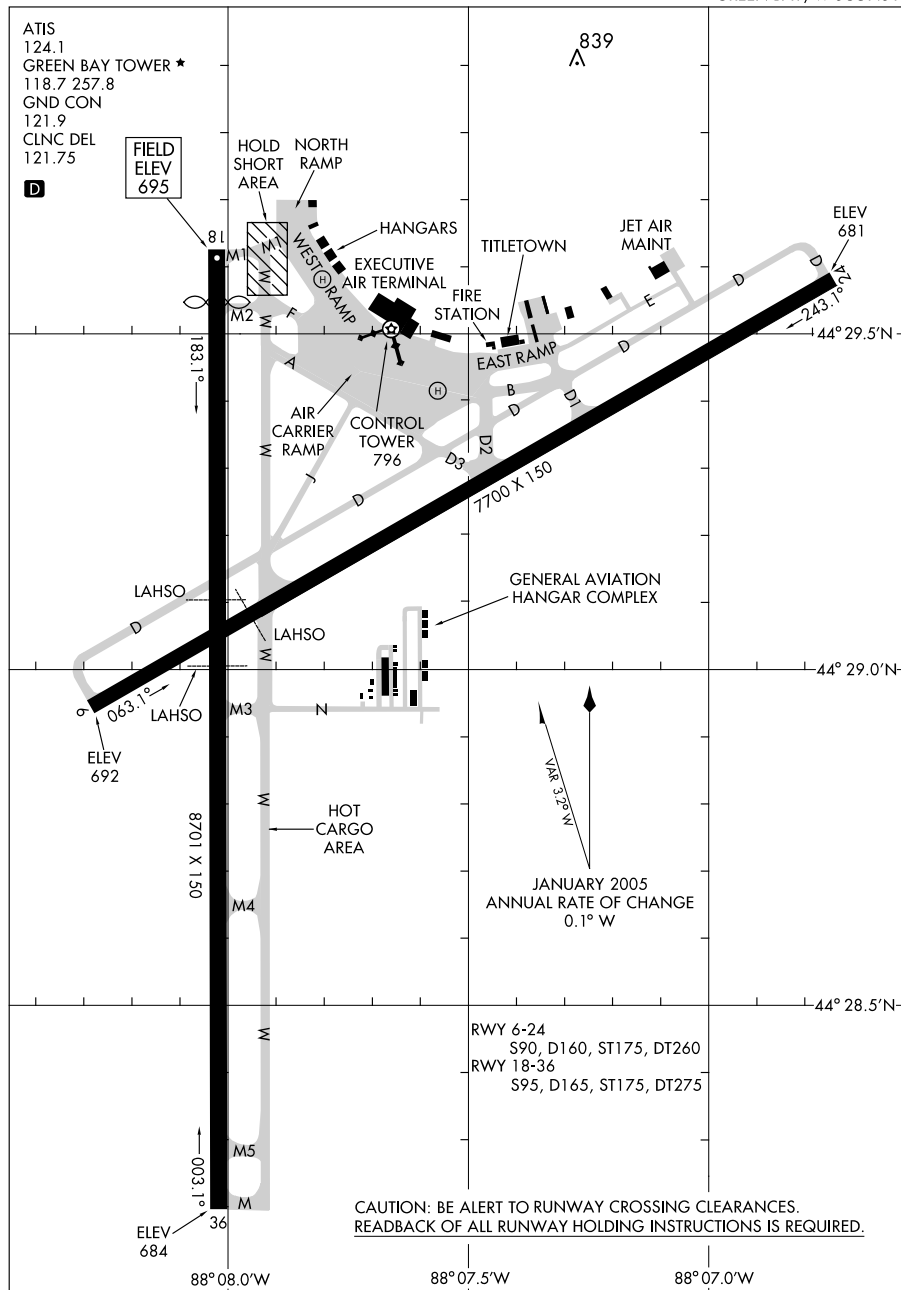 ATIS
124.1
GREEN BAY TOWER ★
118.7 257.8
GND CON
121.9
CLNC DEL
121.75
D
FIELD
ELEV
695
HOLD
SHORT
AREA
NORTH
RAMP
839
HANGARS
WEST RAMP
H
EXECUTIVE
AIR TERMINAL
TITLETOWN
JET AIR
MAINT
ELEV
681
FIRE
STATION
18
M1
M1
W
M2
W
F
A
E
D
D
24
243.1°
44°29.5'N
183.1°
EAST RAMP
D
B
D
D1
H
AIR
CARRIER
RAMP
CONTROL
TOWER
796
W
J
D3
D2
7700 X 150
D
LAHSO
GENERAL AVIATION
HANGAR COMPLEX
D
LAHSO
W
44°29.0'N
6
063.1°
LAHSO
M3
N
ELEV
692
W
HOT
CARGO
AREA
VAR 3.2° W
8701 X 150
JANUARY 2005
ANNUAL RATE OF CHANGE
0.1° W
M4
44°28.5'N
W
RWY 6-24
S90, D160, ST175, DT260
RWY 18-36
S95, D165, ST175, DT275
M5
003.1°
M
36
ELEV
684
CAUTION: BE ALERT TO RUNWAY CROSSING CLEARANCES.
READBACK OF ALL RUNWAY HOLDING INSTRUCTIONS IS REQUIRED.
88°08.0'W
88°07.5'W
88°07.0'W